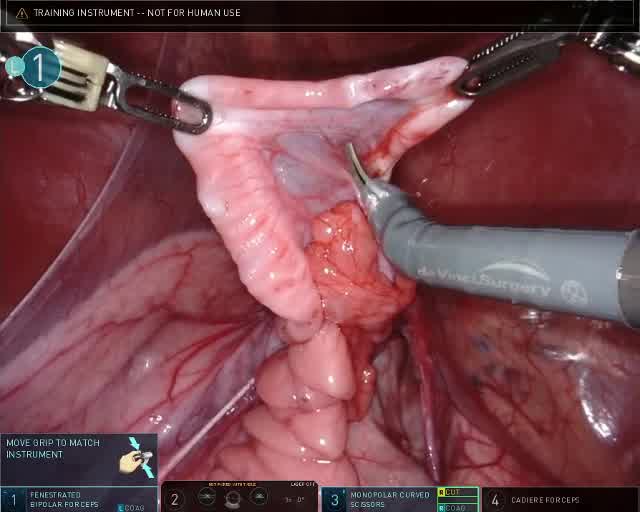 TRAINING INSTRUMENT -- NOT FOR HUMAN USE
1
da Vinci.Surgery
MOVE GRIP TO MATCH
INSTRUMENT
1
FENESTRATED
BIPOLAR FORCEPS
L COAG
2
3
MONOPOLAR CURVED
SCISSORS
R CUT
R COAG
4
CADIERE FORCEPS